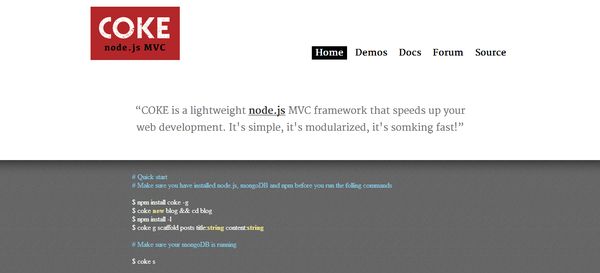 COKE
node.js MVC
Home Demos Docs Forum Source
“COKE is a lightweight node.js MVC framework that speeds up your
web development. It's simple, it's modularized, it's somking fast!”
# Quick start
# Make sure you have installed node.js, mongoDB and npm before you run the folling commands
$ npm install coke -g
$ coke new blog && cd blog
$ npm install -l
$ coke g scaffold posts title:string content:string
# Make sure your mongoDB is running
$ coke s